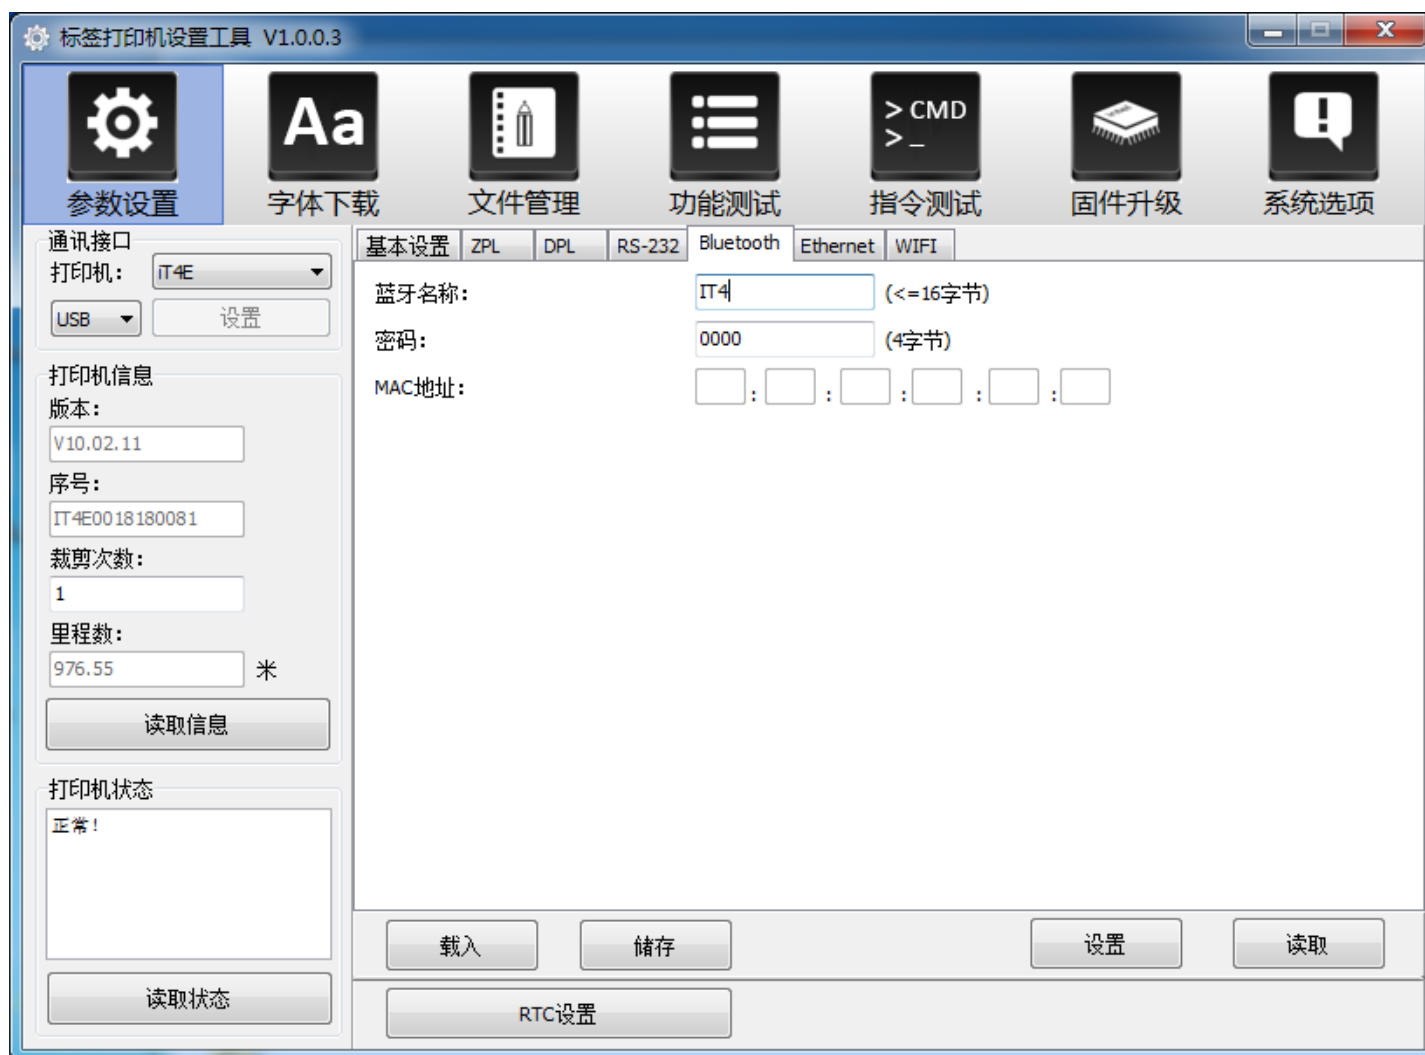 标签打印机设置工具 V1.0.0.3
Aa
> CMD
> _
参数设置 字体下载 文件管理 功能测试 指令测试 固件升级 系统选项
通讯接口
打印机: iT4E
USB 设置
打印机信息
版本:
V10.02.11
序号:
IT4E0018180081
裁剪次数:
1
里程数:
976.55 米
读取信息
打印机状态
正常!
读取状态
基本设置 ZPL DPL RS-232 Bluetooth Ethernet WIFI
蓝牙名称: IT4 (<=16字节)
密码: 0000 (4字节)
MAC地址: : : : : :
载入 储存 设置 读取
RTC设置